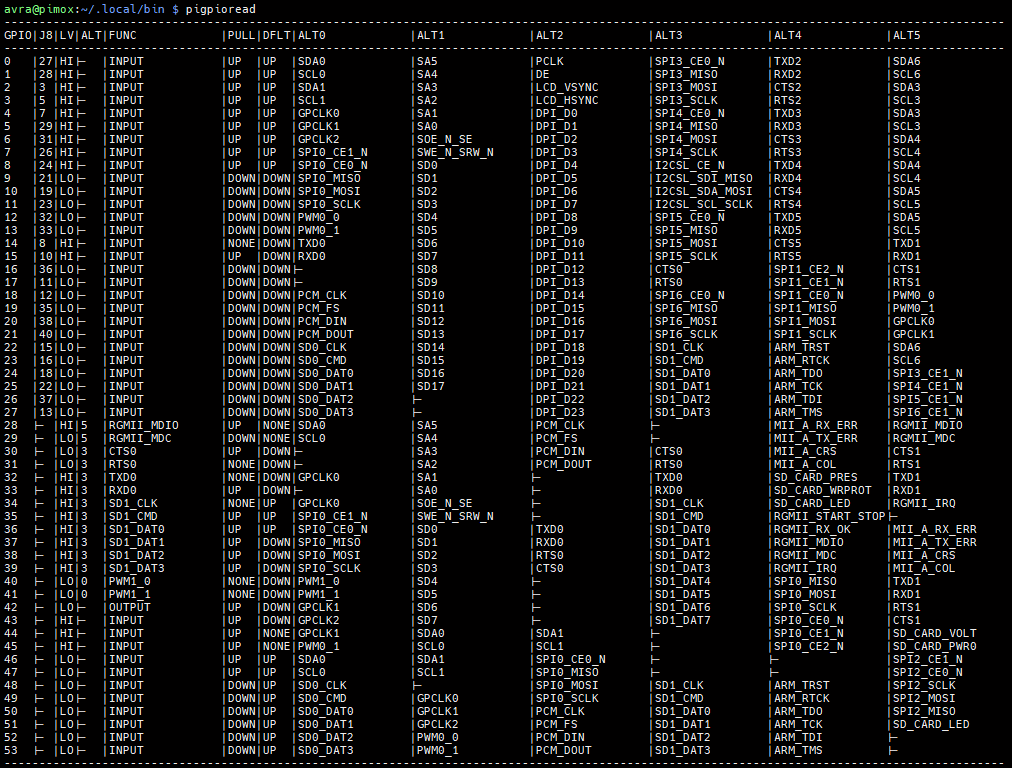 avra@pimox:~/.local/bin $ pigpioread
GPIO|J8|LV|ALT|FUNC |PULL|DFLT|ALT0 |ALT1 |ALT2 |ALT3 |ALT4 |ALT5
0 |27|HI|⊢ |INPUT |UP |UP |SDA0 |SA5 |PCLK |SPI3_CE0_N |TXD2 |SDA6
1 |28|HI|⊢ |INPUT |UP |UP |SCL0 |SA4 |DE |SPI3_MISO |RXD2 |SCL6
2 |3 |HI|⊢ |INPUT |UP |UP |SDA1 |SA3 |LCD_VSYNC |SPI3_MOSI |CTS2 |SDA3
3 |5 |HI|⊢ |INPUT |UP |UP |SCL1 |SA2 |LCD_HSYNC |SPI3_SCLK |RTS2 |SCL3
4 |7 |HI|⊢ |INPUT |UP |UP |GPCLK0 |SA1 |DPI_D0 |SPI4_CE0_N |TXD3 |SDA3
5 |29|HI|⊢ |INPUT |UP |UP |GPCLK1 |SA0 |DPI_D1 |SPI4_MISO |RXD3 |SCL3
6 |31|HI|⊢ |INPUT |UP |UP |GPCLK2 |SOE_N_SE |DPI_D2 |SPI4_MOSI |CTS3 |SDA4
7 |26|HI|⊢ |INPUT |UP |UP |SPI0_CE1_N |SWE_N_SRW_N |DPI_D3 |SPI4_SCLK |RTS3 |SCL4
8 |24|HI|⊢ |INPUT |UP |UP |SPI0_CE0_N |SD0 |DPI_D4 |I2CSL_CE_N |TXD4 |SDA4
9 |21|LO|⊢ |INPUT |DOWN|DOWN|SPI0_MISO |SD1 |DPI_D5 |I2CSL_SDI_MISO |RXD4 |SCL4
10 |19|LO|⊢ |INPUT |DOWN|DOWN|SPI0_MOSI |SD2 |DPI_D6 |I2CSL_SDA_MOSI |CTS4 |SDA5
11 |23|LO|⊢ |INPUT |DOWN|DOWN|SPI0_SCLK |SD3 |DPI_D7 |I2CSL_SCL_SCLK |RTS4 |SCL5
12 |32|LO|⊢ |INPUT |DOWN|DOWN|PWM0_0 |SD4 |DPI_D8 |SPI5_CE0_N |TXD5 |SDA5
13 |33|LO|⊢ |INPUT |DOWN|DOWN|PWM0_1 |SD5 |DPI_D9 |SPI5_MISO |RXD5 |SCL5
14 |8 |HI|⊢ |INPUT |NONE|DOWN|TXD0 |SD6 |DPI_D10 |SPI5_MOSI |CTS5 |TXD1
15 |10|HI|⊢ |INPUT |UP |DOWN|RXD0 |SD7 |DPI_D11 |SPI5_SCLK |RTS5 |RXD1
16 |36|LO|⊢ |INPUT |DOWN|DOWN|⊢ |SD8 |DPI_D12 |CTS0 |SPI1_CE2_N |CTS1
17 |11|LO|⊢ |INPUT |DOWN|DOWN|⊢ |SD9 |DPI_D13 |RTS0 |SPI1_CE1_N |RTS1
18 |12|LO|⊢ |INPUT |DOWN|DOWN|PCM_CLK |SD10 |DPI_D14 |SPI6_CE0_N |SPI1_CE0_N |PWM0_0
19 |35|LO|⊢ |INPUT |DOWN|DOWN|PCM_FS |SD11 |DPI_D15 |SPI6_MISO |SPI1_MISO |PWM0_1
20 |38|LO|⊢ |INPUT |DOWN|DOWN|PCM_DIN |SD12 |DPI_D16 |SPI6_MOSI |SPI1_MOSI |GPCLK0
21 |40|LO|⊢ |INPUT |DOWN|DOWN|PCM_DOUT |SD13 |DPI_D17 |SPI6_SCLK |SPI1_SCLK |GPCLK1
22 |15|LO|⊢ |INPUT |DOWN|DOWN|SD0_CLK |SD14 |DPI_D18 |SD1_CLK |ARM_TRST |SDA6
23 |16|LO|⊢ |INPUT |DOWN|DOWN|SD0_CMD |SD15 |DPI_D19 |SD1_CMD |ARM_RTCK |SCL6
24 |18|LO|⊢ |INPUT |DOWN|DOWN|SD0_DAT0 |SD16 |DPI_D20 |SD1_DAT0 |ARM_TDO |SPI3_CE1_N
25 |22|LO|⊢ |INPUT |DOWN|DOWN|SD0_DAT1 |SD17 |DPI_D21 |SD1_DAT1 |ARM_TCK |SPI4_CE1_N
26 |37|LO|⊢ |INPUT |DOWN|DOWN|SD0_DAT2 |⊢ |DPI_D22 |SD1_DAT2 |ARM_TDI |SPI5_CE1_N
27 |13|LO|⊢ |INPUT |DOWN|DOWN|SD0_DAT3 |⊢ |DPI_D23 |SD1_DAT3 |ARM_TMS |SPI6_CE1_N
28 |⊢ |HI|5 |RGMII_MDIO |UP |NONE|SDA0 |SA5 |PCM_CLK |⊢ |MII_A_RX_ERR |RGMII_MDIO
29 |⊢ |LO|5 |RGMII_MDC |DOWN|NONE|SCL0 |SA4 |PCM_FS |⊢ |MII_A_TX_ERR |RGMII_MDC
30 |⊢ |LO|3 |CTS0 |UP |DOWN|⊢ |SA3 |PCM_DIN |CTS0 |MII_A_CRS |CTS1
31 |⊢ |LO|3 |RTS0 |NONE|DOWN|⊢ |SA2 |PCM_DOUT |RTS0 |MII_A_COL |RTS1
32 |⊢ |HI|3 |TXD0 |NONE|DOWN|GPCLK0 |SA1 |⊢ |TXD0 |SD_CARD_PRES |TXD1
33 |⊢ |HI|3 |RXD0 |UP |DOWN|⊢ |SA0 |⊢ |RXD0 |SD_CARD_WRPROT |RXD1
34 |⊢ |HI|3 |SD1_CLK |NONE|UP |GPCLK0 |SOE_N_SE |⊢ |SD1_CLK |SD_CARD_LED |RGMII_IRQ
35 |⊢ |HI|3 |SD1_CMD |UP |UP |SPI0_CE1_N |SWE_N_SRW_N |⊢ |SD1_CMD |RGMII_START_STOP|⊢
36 |⊢ |HI|3 |SD1_DAT0 |UP |UP |SPI0_CE0_N |SD0 |TXD0 |SD1_DAT0 |RGMII_RX_OK |MII_A_RX_ERR
37 |⊢ |HI|3 |SD1_DAT1 |UP |DOWN|SPI0_MISO |SD1 |RXD0 |SD1_DAT1 |RGMII_MDIO |MII_A_TX_ERR
38 |⊢ |HI|3 |SD1_DAT2 |UP |DOWN|SPI0_MOSI |SD2 |RTS0 |SD1_DAT2 |RGMII_MDC |MII_A_CRS
39 |⊢ |HI|3 |SD1_DAT3 |UP |DOWN|SPI0_SCLK |SD3 |CTS0 |SD1_DAT3 |RGMII_IRQ |MII_A_COL
40 |⊢ |LO|0 |PWM1_0 |NONE|DOWN|PWM1_0 |SD4 |⊢ |SD1_DAT4 |SPI0_MISO |TXD1
41 |⊢ |LO|0 |PWM1_1 |NONE|DOWN|PWM1_1 |SD5 |⊢ |SD1_DAT5 |SPI0_MOSI |RXD1
42 |⊢ |LO|⊢ |OUTPUT |UP |DOWN|GPCLK1 |SD6 |⊢ |SD1_DAT6 |SPI0_SCLK |RTS1
43 |⊢ |HI|⊢ |INPUT |UP |DOWN|GPCLK2 |SD7 |⊢ |SD1_DAT7 |SPI0_CE0_N |CTS1
44 |⊢ |HI|⊢ |INPUT |UP |NONE|GPCLK1 |SDA0 |SDA1 |⊢ |SPI0_CE1_N |SD_CARD_VOLT
45 |⊢ |HI|⊢ |INPUT |UP |NONE|PWM0_1 |SCL0 |SCL1 |⊢ |SPI0_CE2_N |SD_CARD_PWR0
46 |⊢ |LO|⊢ |INPUT |UP |UP |SDA0 |SDA1 |SPI0_CE0_N |⊢ |⊢ |SPI2_CE1_N
47 |⊢ |LO|⊢ |INPUT |UP |UP |SCL0 |SCL1 |SPI0_MISO |⊢ |⊢ |SPI2_CE0_N
48 |⊢ |LO|⊢ |INPUT |DOWN|UP |SD0_CLK |⊢ |SPI0_MOSI |SD1_CLK |ARM_TRST |SPI2_SCLK
49 |⊢ |LO|⊢ |INPUT |DOWN|UP |SD0_CMD |GPCLK0 |SPI0_SCLK |SD1_CMD |ARM_RTCK |SPI2_MOSI
50 |⊢ |LO|⊢ |INPUT |DOWN|UP |SD0_DAT0 |GPCLK1 |PCM_CLK |SD1_DAT0 |ARM_TDO |SPI2_MISO
51 |⊢ |LO|⊢ |INPUT |DOWN|UP |SD0_DAT1 |GPCLK2 |PCM_FS |SD1_DAT1 |ARM_TCK |SD_CARD_LED
52 |⊢ |LO|⊢ |INPUT |DOWN|UP |SD0_DAT2 |PWM0_0 |PCM_DIN |SD1_DAT2 |ARM_TDI |⊢
53 |⊢ |LO|⊢ |INPUT |DOWN|UP |SD0_DAT3 |PWM0_1 |PCM_DOUT |SD1_DAT3 |ARM_TMS |⊢